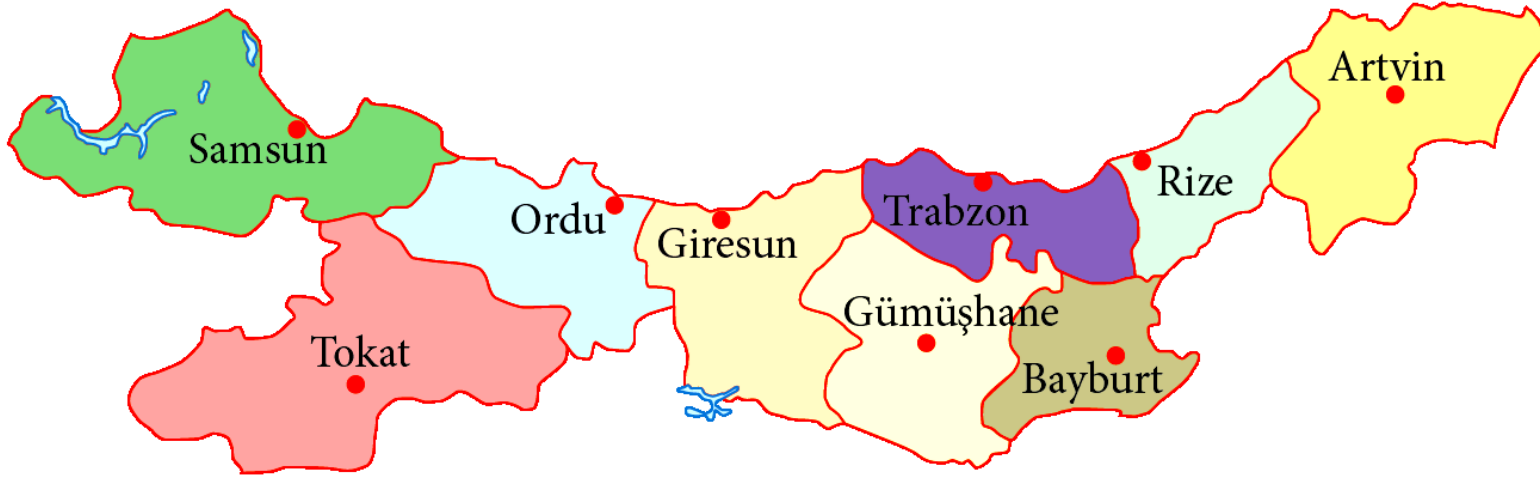 Artvin
Samsun
Rize
Ordu
Trabzon
Giresun
Gümüşhane
Tokat
Bayburt